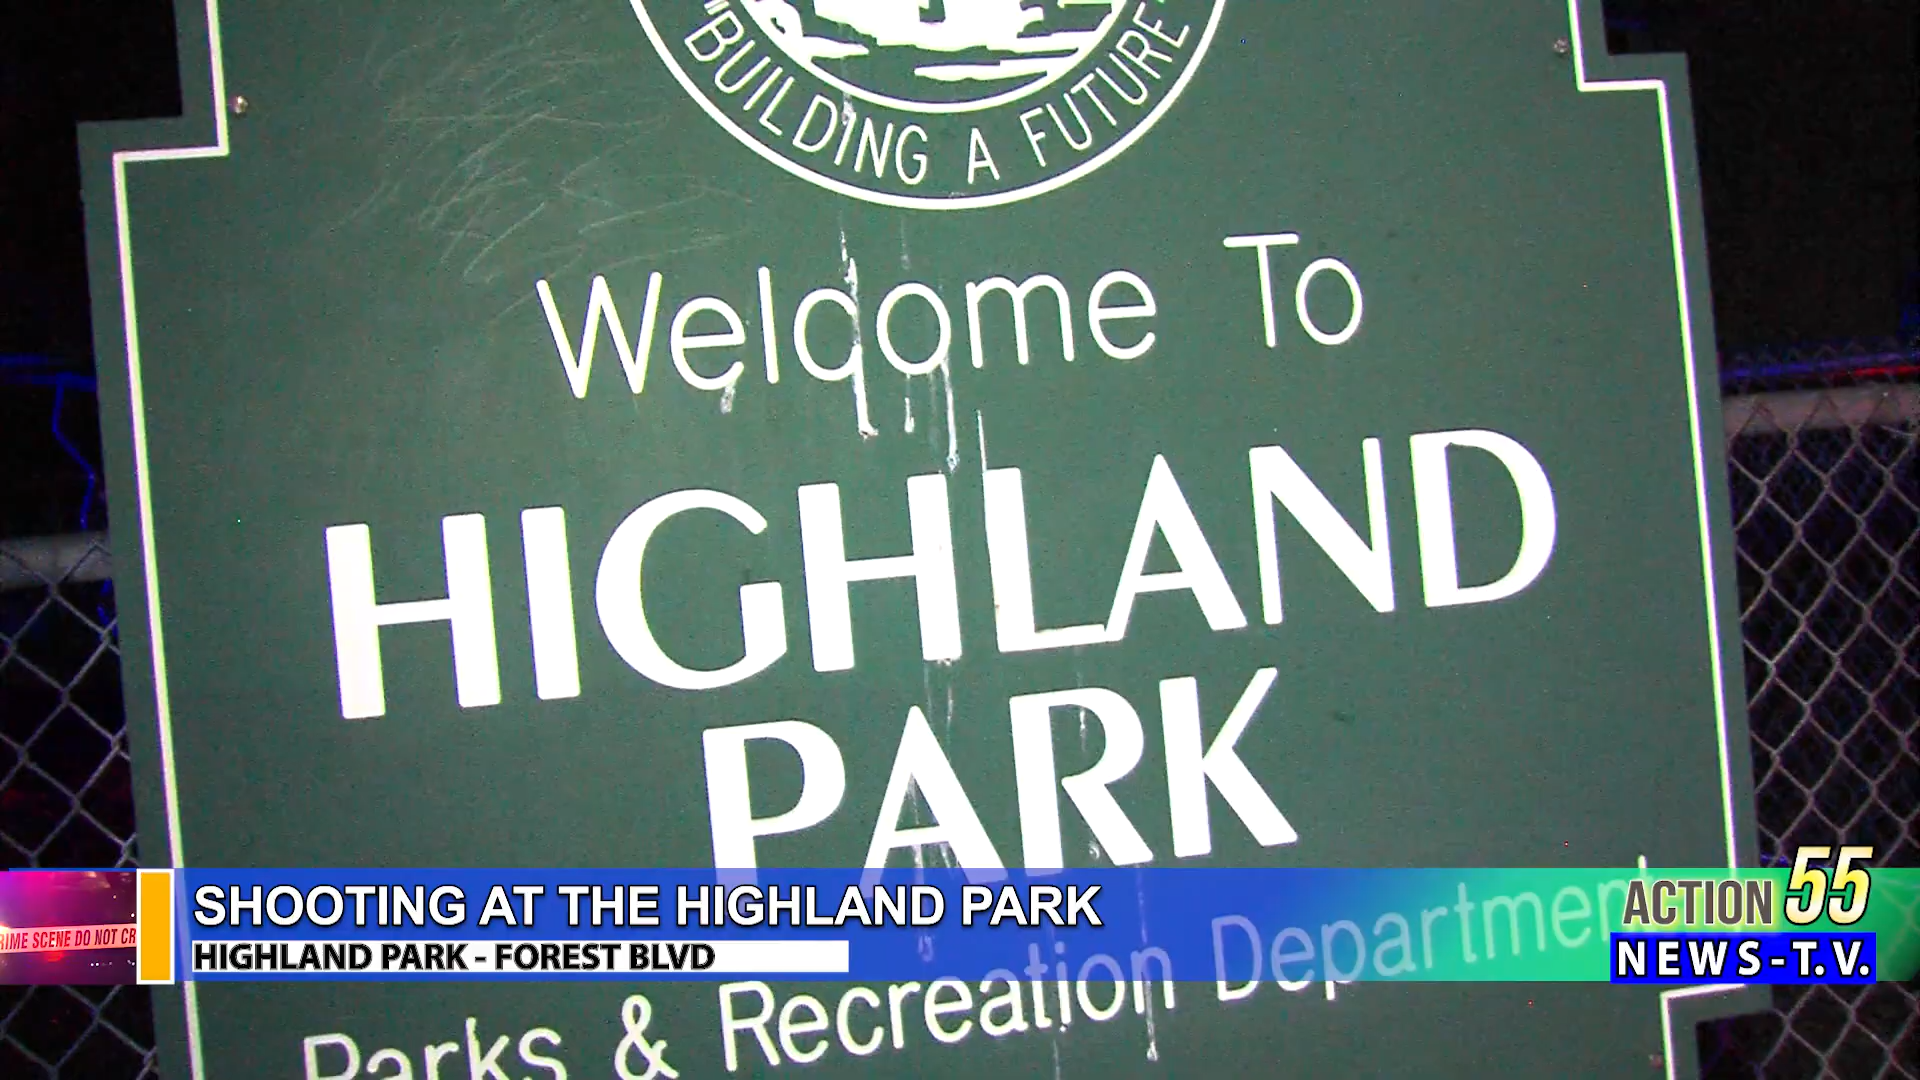 "BUILDING A FUTURE"
Welcome To
HIGHLAND
PARK
SHOOTING AT THE HIGHLAND PARK
HIGHLAND PARK - FOREST BLVD
RIME SCENE DO NOT CR
ACTION 55
NEWS-T.V.
Parks & Recreation Department